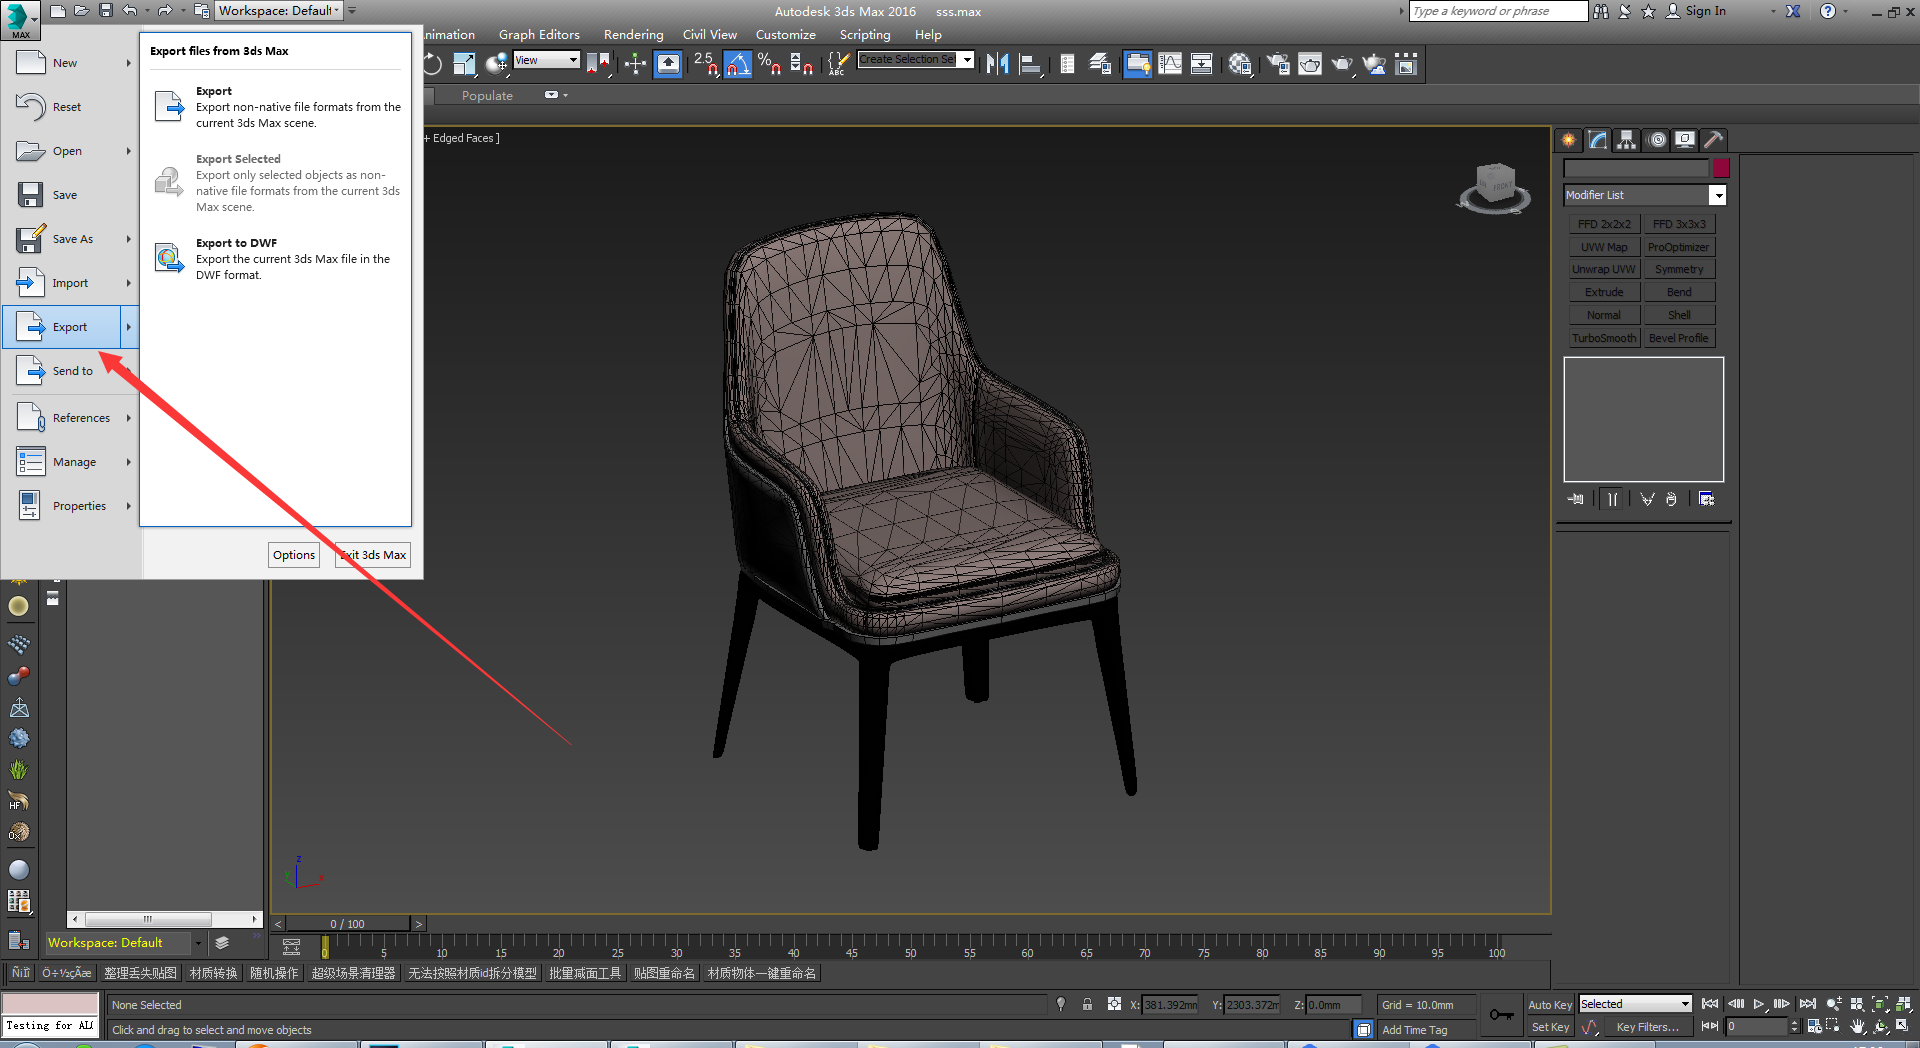 MAX
Workspace: Default
Autodesk 3ds Max 2016    sss.max
Type a keyword or phrase
Sign In
Animation
Graph Editors
Rendering
Civil View
Customize
Scripting
Help
View
2.5
%
ABC
Create Selection Se
Populate
New
Reset
Open
Save
Save As
Import
Export
Send to
References
Manage
Properties
Export files from 3ds Max
Export
Export non-native file formats from the
current 3ds Max scene.
Export Selected
Export only selected objects as non-
native file formats from the current 3ds
Max scene.
Export to DWF
Export the current 3ds Max file in the
DWF format.
Options
Exit 3ds Max
+ Edged Faces ]
FRONT
Modifier List
FFD 2x2x2
FFD 3x3x3
UVW Map
ProOptimizer
Unwrap UVW
Symmetry
Extrude
Bend
Normal
Shell
TurboSmooth
Bevel Profile
HF
z
y
x
0 / 100
Workspace: Default
0
5
10
15
20
25
30
35
40
45
50
55
60
65
70
75
80
85
90
95
100
整理丢失贴图
材质转换
随机操作
超级场景清理器
无法按照材质id拆分模型
批量减面工具
贴图重命名
材质物体一键重命名
None Selected
X: 381.392mm
Y: 2303.372mm
Z: 0.0mm
Grid = 10.0mm
Auto Key
Selected
Testing for ALL
Click and drag to select and move objects
Add Time Tag
Set Key
Key Filters...
0